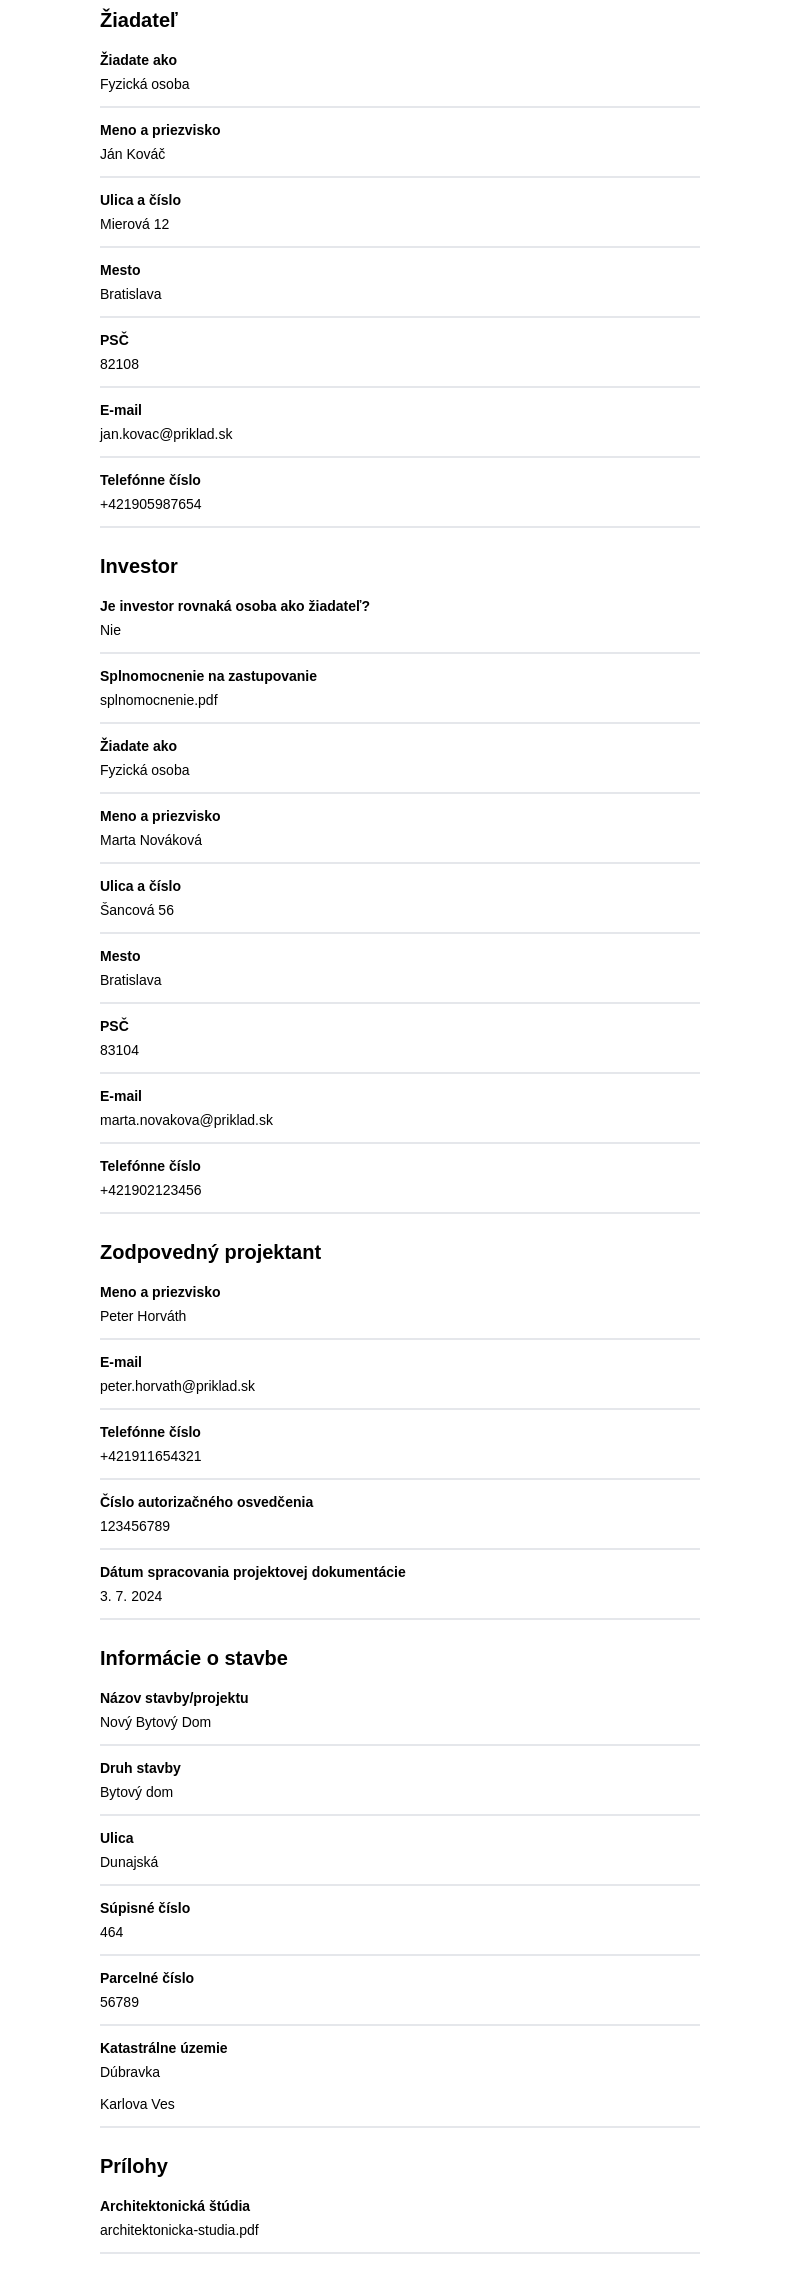 Žiadateľ
Žiadate ako
Fyzická osoba
Meno a priezvisko
Ján Kováč
Ulica a číslo
Mierová 12
Mesto
Bratislava
PSČ
82108
E-mail
jan.kovac@priklad.sk
Telefónne číslo
+421905987654
Investor
Je investor rovnaká osoba ako žiadateľ?
Nie
Splnomocnenie na zastupovanie
splnomocnenie.pdf
Žiadate ako
Fyzická osoba
Meno a priezvisko
Marta Nováková
Ulica a číslo
Šancová 56
Mesto
Bratislava
PSČ
83104
E-mail
marta.novakova@priklad.sk
Telefónne číslo
+421902123456
Zodpovedný projektant
Meno a priezvisko
Peter Horváth
E-mail
peter.horvath@priklad.sk
Telefónne číslo
+421911654321
Číslo autorizačného osvedčenia
123456789
Dátum spracovania projektovej dokumentácie
3. 7. 2024
Informácie o stavbe
Názov stavby/projektu
Nový Bytový Dom
Druh stavby
Bytový dom
Ulica
Dunajská
Súpisné číslo
464
Parcelné číslo
56789
Katastrálne územie
Dúbravka
Karlova Ves
Prílohy
Architektonická štúdia
architektonicka-studia.pdf